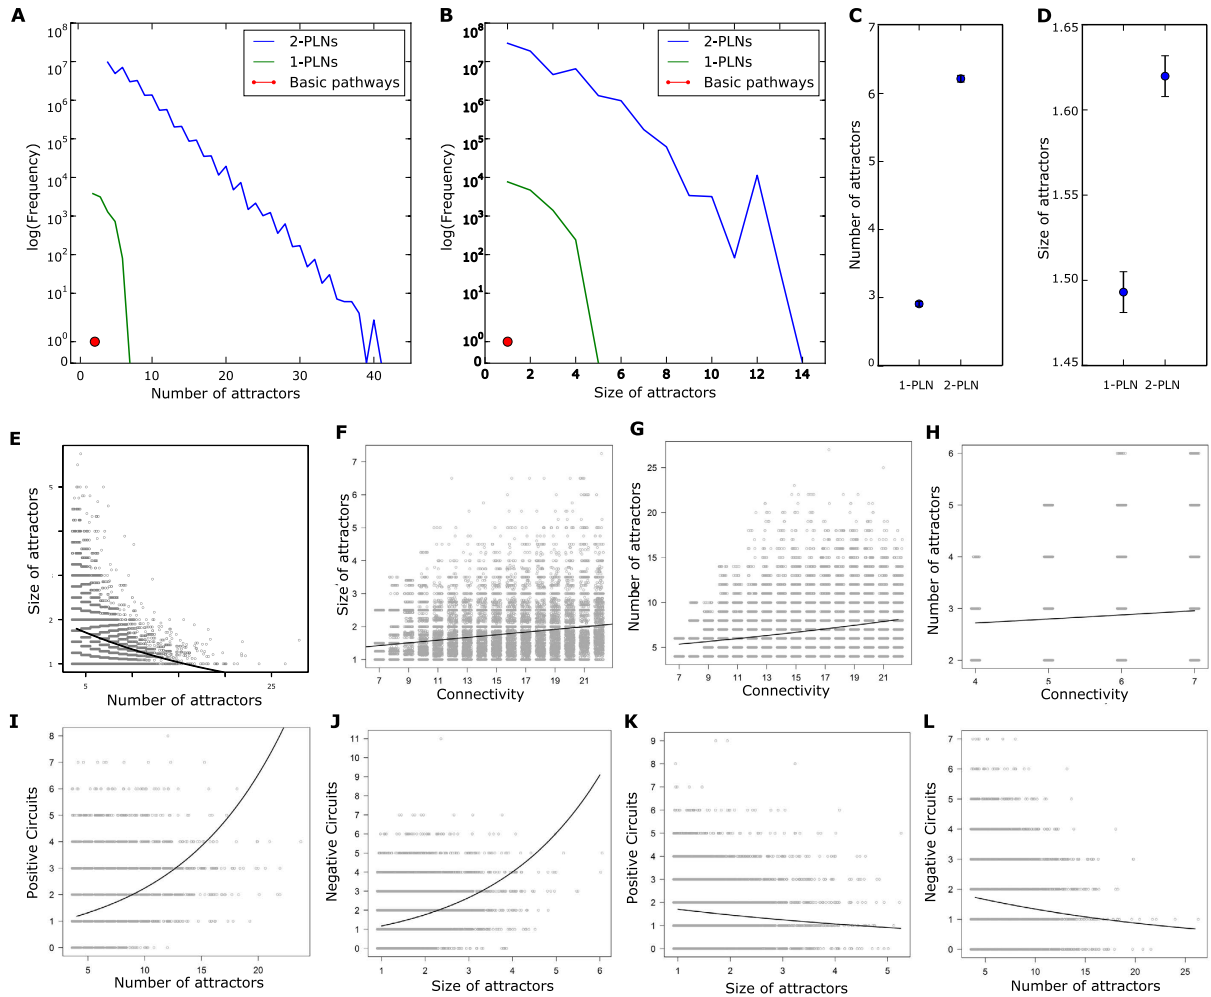 A
10^8
10^7
10^6
10^5
10^4
10^3
10^2
10^1
10^0
0
log(Frequency)
2-PLNs
1-PLNs
Basic pathways
0 10 20 30 40
Number of attractors
B
10^8
10^7
10^6
10^5
10^4
10^3
10^2
10^1
10^0
0
log(Frequency)
2-PLNs
1-PLNs
Basic pathways
0 2 4 6 8 10 12 14
Size of attractors
C
7
6
7
6
3
0
Number of attractors
1-PLN 2-PLN
D
1.65
1.60
1.55
1.50
1.45
Size of attractors
1-PLN 2-PLN
E
5
2
1
Size of attractors
5 15 25
Number of attractors
F
7
6
5
4
4
3
3
2
2
1
Size of attractors
7 9 11 13 15 17 19 21
Connectivity
G
25
20
15
10
5
Number of attractors
7 9 11 13 15 17 19 21
Connectivity
H
6
5
4
3
2
Number of attractors
4 5 6 7
Connectivity
I
8
7
6
5
4
3
2
1
0
Positive Circuits
5 10 15 20
Number of attractors
J
11
10
9
8
7
6
5
4
3
2
1
0
Negative Circuits
1 2 3 4 5 6
Size of attractors
K
9
8
7
6
5
4
3
2
1
0
Positive Circuits
1 2 3 4 5
Size of attractors
L
7
6
5
4
3
2
1
0
Negative Circuits
5 10 15 20 25
Number of attractors